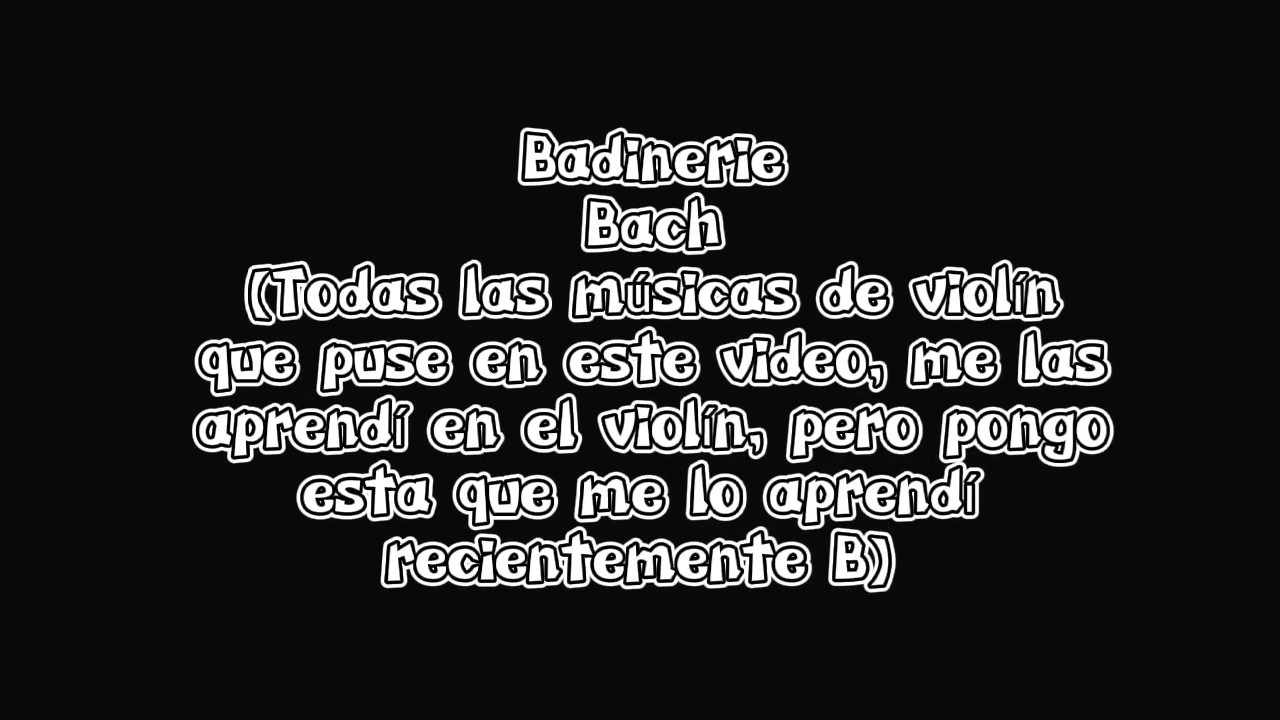 Badinerie
Bach
(Todas las músicas de violín
que puse en este video, me las
aprendí en el violín, pero pongo
esta que me lo aprendí
recientemente B)